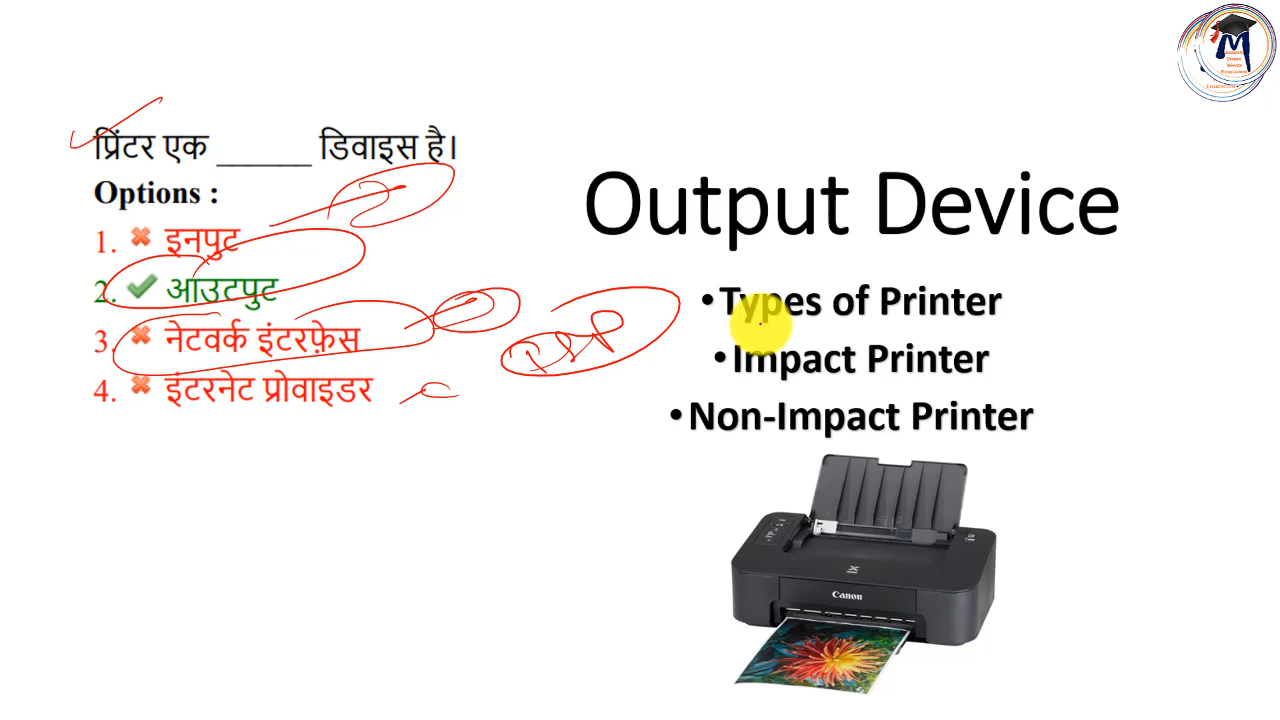 प्रिंटर एक ______ डिवाइस है।
Options :
1. इनपुट
2. आउटपुट
3. नेटवर्क इंटरफ़ेस
4. इंटरनेट प्रोवाइडर
Output Device
•Types of Printer
•Impact Printer
•Non-Impact Printer
Canon